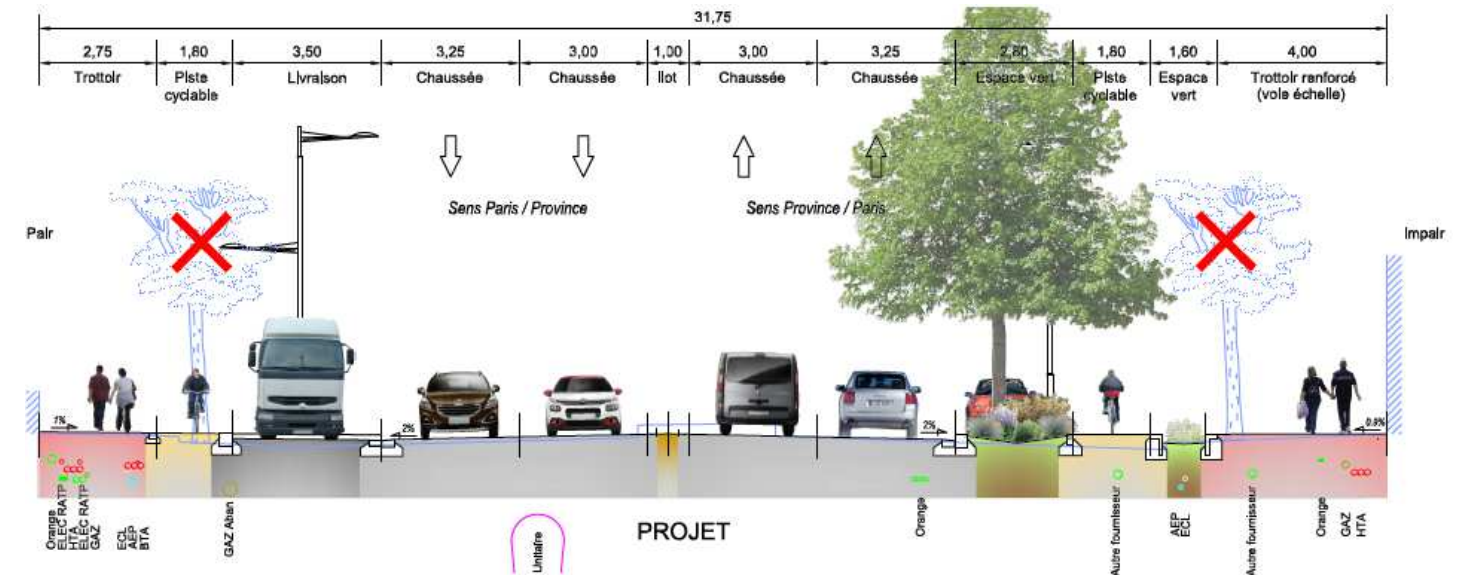 31,75
2,75
1,80
3,50
3,25
3,00
1,00
3,00
3,25
2,80
1,80
1,60
4,00
Trottoir
Piste
cyclable
Livraison
Chaussée
Chaussée
Ilot
Chaussée
Chaussée
Espace vert
Piste
cyclable
Espace
vert
Trottoir renforcé
(voie échelle)
Sens Paris / Province
Sens Province / Paris
Pair
Impair
1%
2%
2%
0.9%
Orange
ELEC RATP
HTA
ELEC RATP
GAZ
ECL
AEP
BTA
GAZ Aban
Unitaire
PROJET
Orange
Autre fournisseur
AEP
ECL
Autre fournisseur
Orange
GAZ
HTA